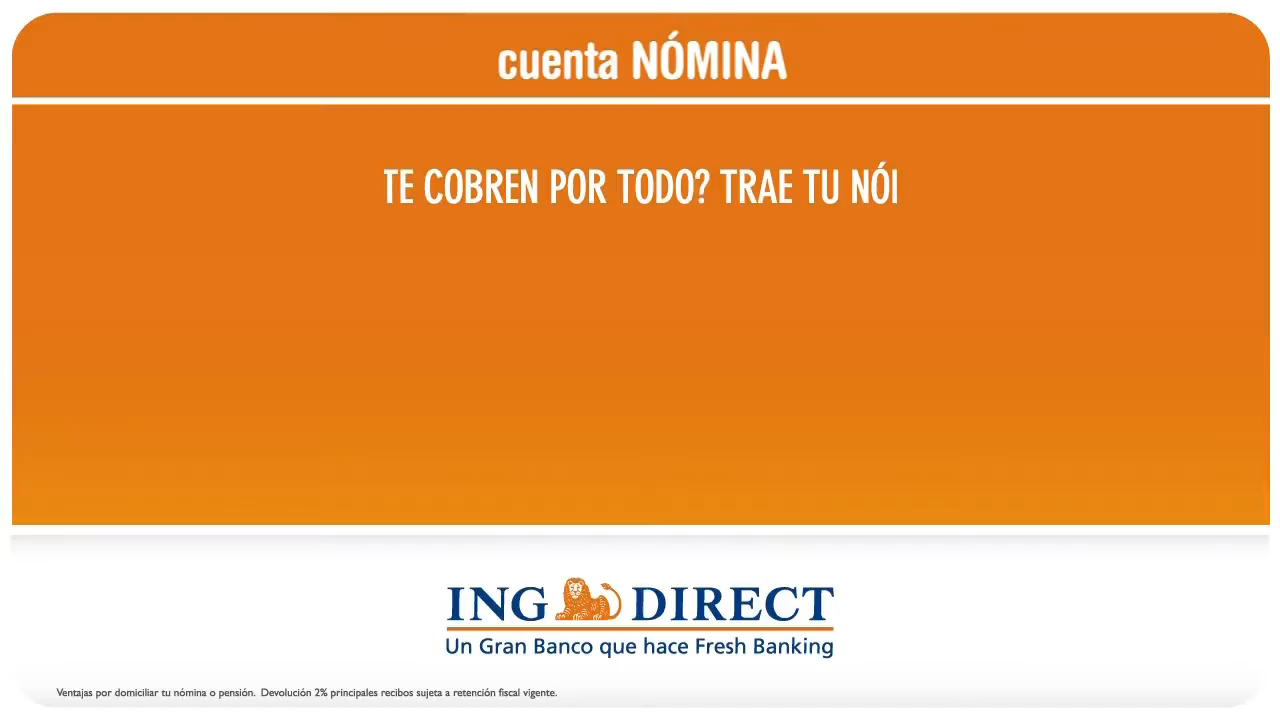 cuenta NÓMINA
TE COBREN POR TODO? TRAE TU NÓ
ING DIRECT
Un Gran Banco que hace Fresh Banking
Ventajas por domiciliar tu nómina o pensión. Devolución 2% principales recibos sujeta a retención fiscal vigente.